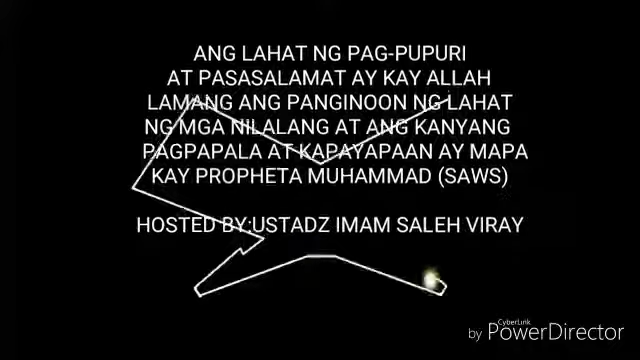 ANG LAHAT NG PAG-PUPURI
AT PASASALAMAT AY KAY ALLAH
LAMANG ANG PANGINOON NG LAHAT
NG MGA NILALANG AT ANG KANYANG
PAGPAPALA AT KAPAYAPAAN AY MAPA
KAY PROPHETA MUHAMMAD (SAWS)
HOSTED BY:USTADZ IMAM SALEH VIRAY
CyberLink
by PowerDirector